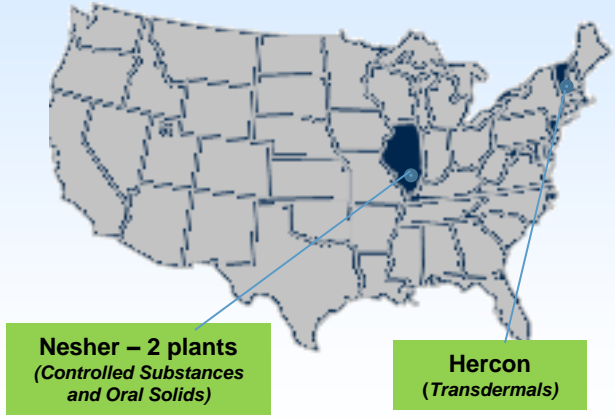 Nesher – 2 plants
(Controlled Substances
and Oral Solids)
Hercon
(Transdermals)